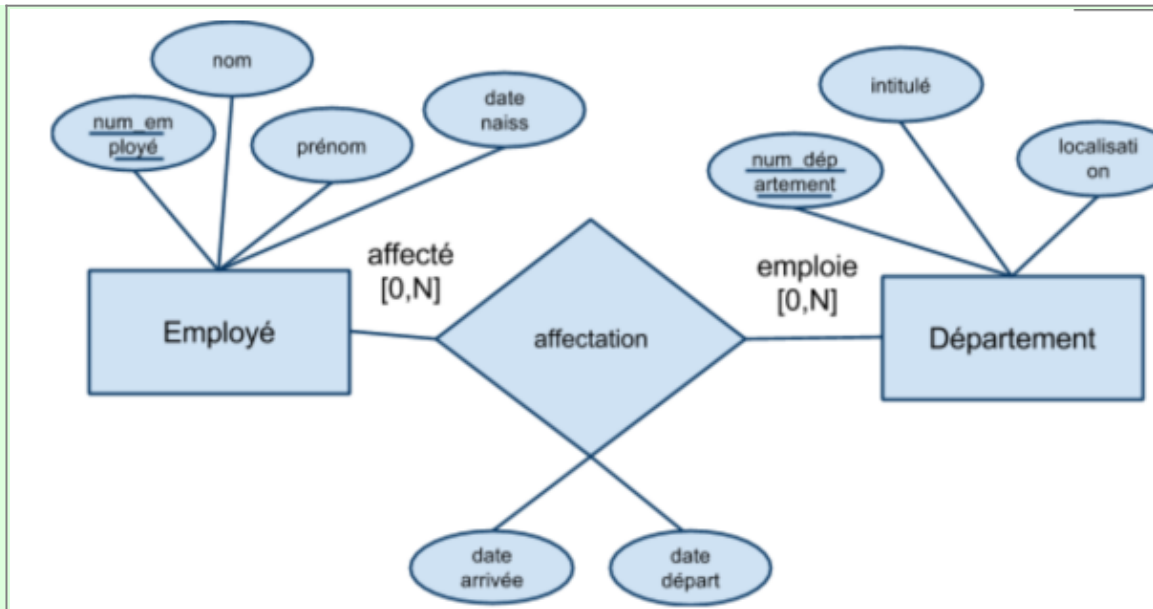 nom
num_em
ployé
prénom
date
naiss
intitulé
num_dép
artement
localisati
on
affecté
[0,N]
emploie
[0,N]
Employé
affectation
Département
date
arrivée
date
départ